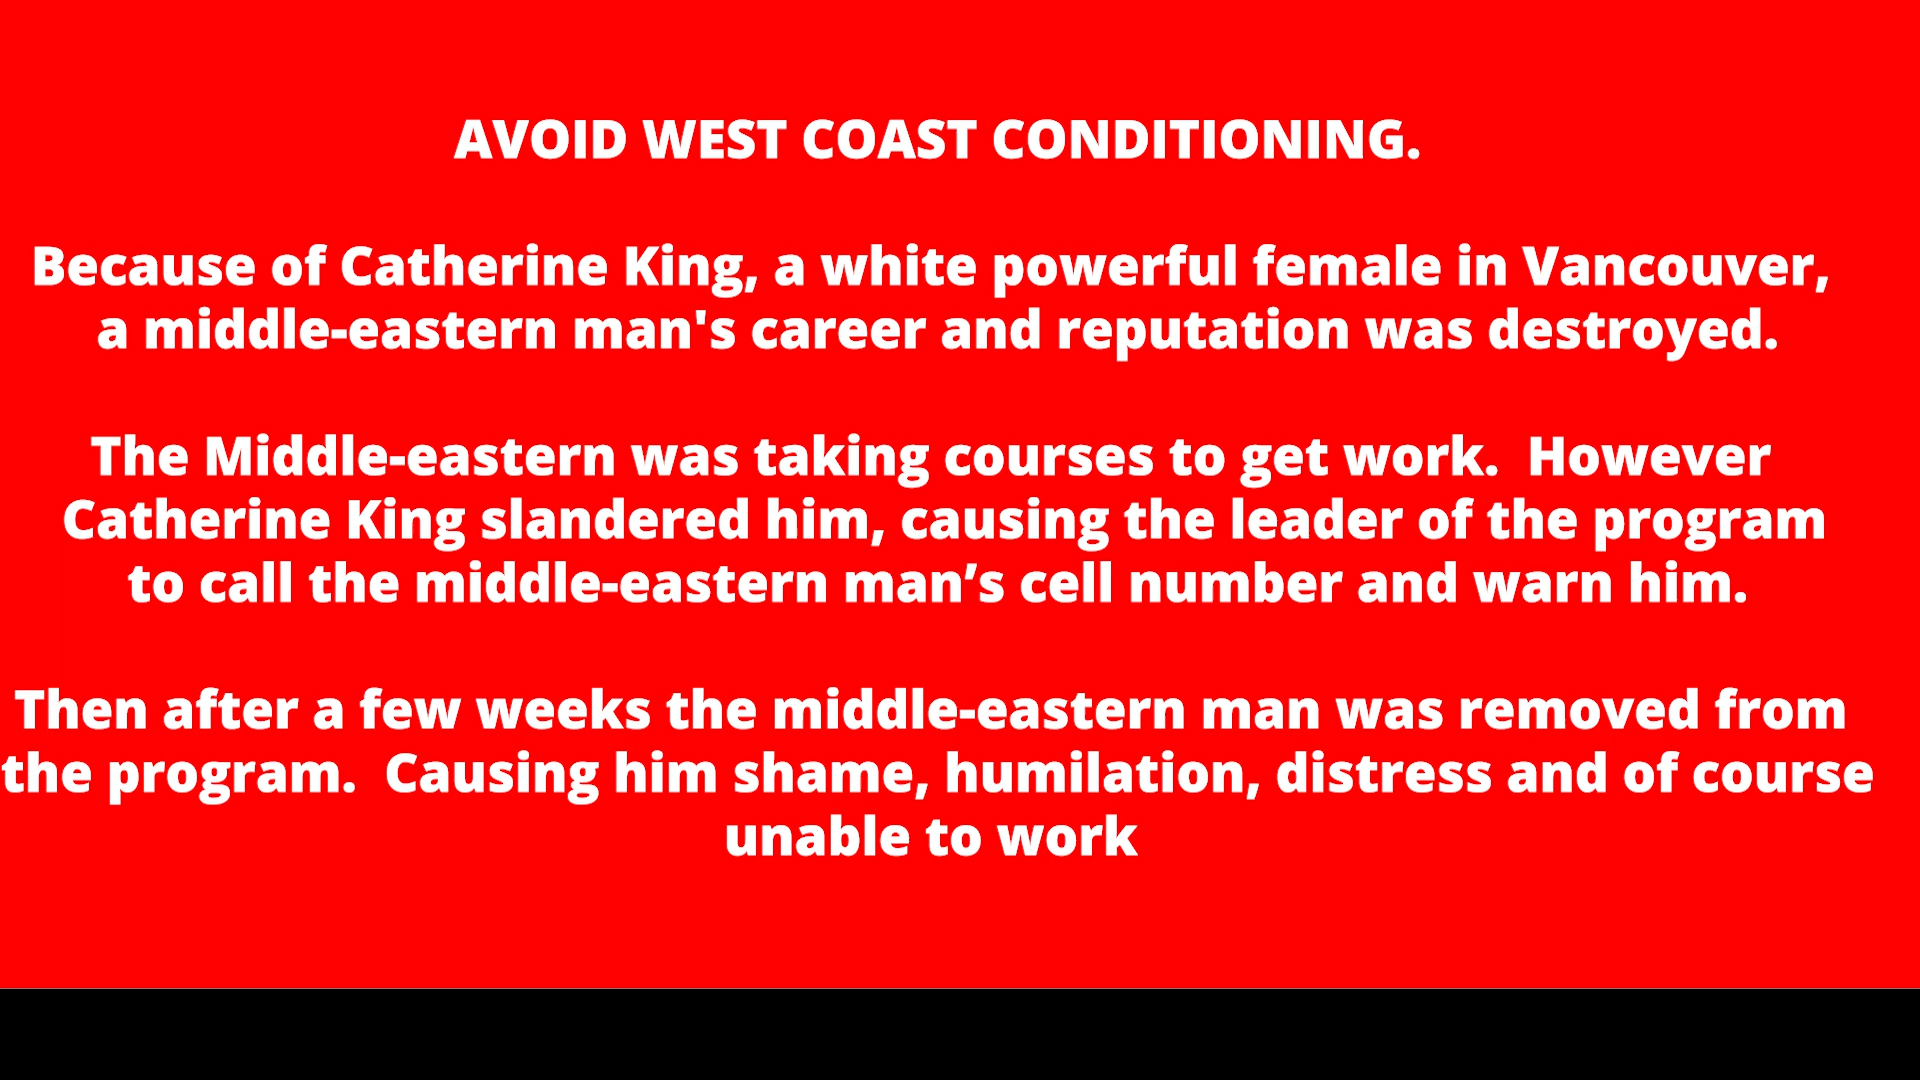 AVOID WEST COAST CONDITIONING.
Because of Catherine King, a white powerful female in Vancouver,
a middle-eastern man's career and reputation was destroyed.
The Middle-eastern was taking courses to get work.  However
Catherine King slandered him, causing the leader of the program
to call the middle-eastern man’s cell number and warn him.
Then after a few weeks the middle-eastern man was removed from
the program.  Causing him shame, humilation, distress and of course
unable to work